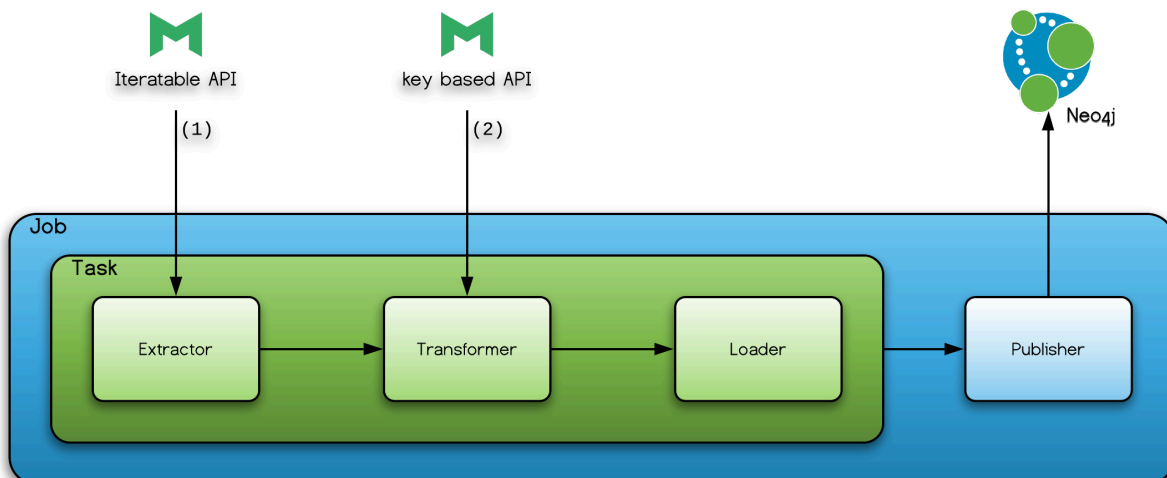 Iteratable API
key based API
Neo4j
(1)
(2)
Job
Task
Extractor
Transformer
Loader
Publisher